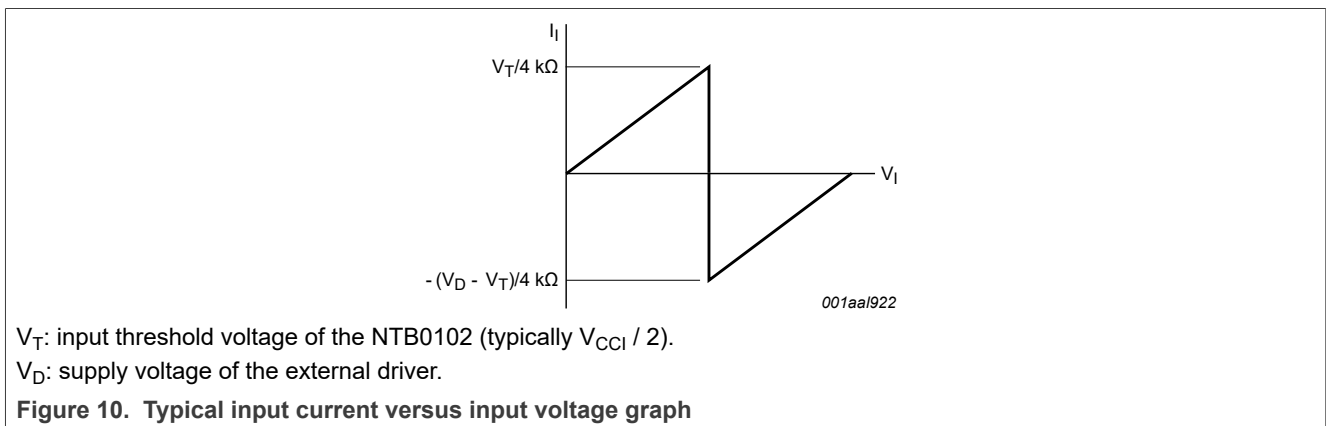 I_I
V_T/4 kΩ
V_I
- (V_D - V_T)/4 kΩ
001aal922
V_T: input threshold voltage of the NTB0102 (typically V_CCI / 2).
V_D: supply voltage of the external driver.
Figure 10. Typical input current versus input voltage graph